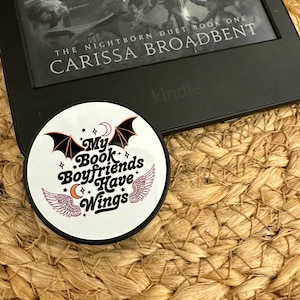 THE NIGHTBORN DUET BOOK ONE
CARISSA BROADBENT
kindle
My
Book
Boyfriends
Have
Wings